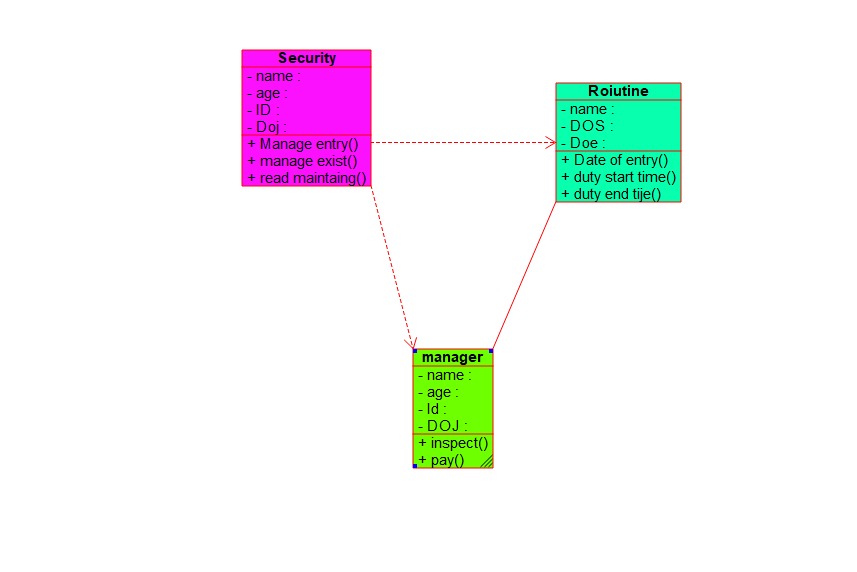 Security
- name :
- age :
- ID :
- Doj :
+ Manage entry()
+ manage exist()
+ read maintaing()
Roiutine
- name :
- DOS :
- Doe :
+ Date of entry()
+ duty start time()
+ duty end tije()
manager
- name :
- age :
- Id :
- DOJ :
+ inspect()
+ pay()